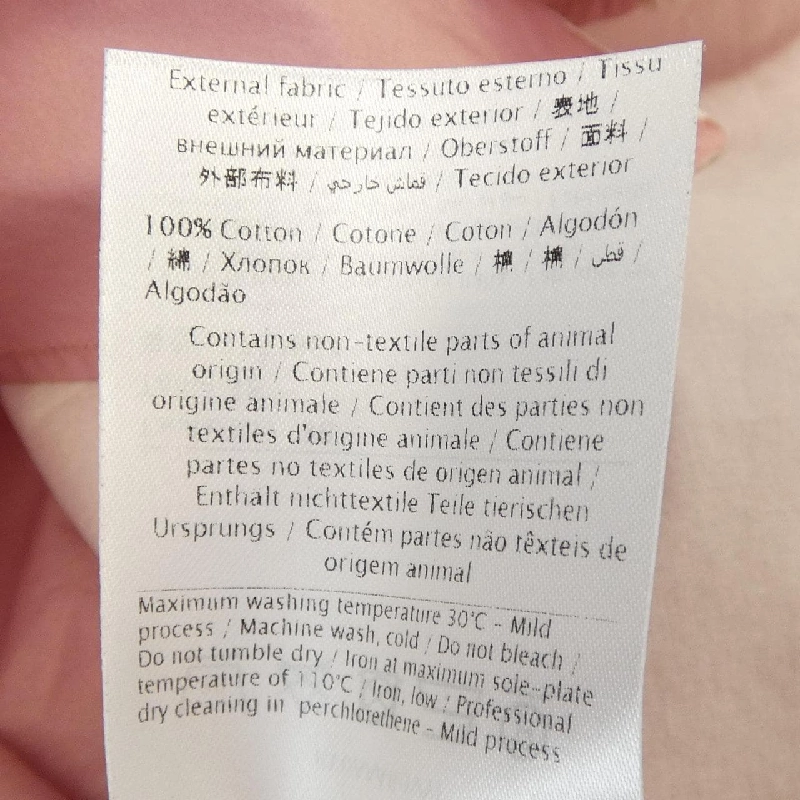 External fabric / Tessuto esterno / Tissu
extérieur / Tejido exterior / 表地 /
внешний материал / Oberstoff / 面料 /
外部布料 / قماش خارجي / Tecido exterior
100% Cotton / Cotone / Coton / Algodón
/ 綿 / Хлопок / Baumwolle / 棉 / 棉 / قطن /
Algodão
Contains non-textile parts of animal
origin / Contiene parti non tessili di
origine animale / Contient des parties non
textiles d'origine animale / Contiene
partes no textiles de origen animal /
Enthält nichttextile Teile tierischen
Ursprungs / Contém partes não têxteis de
origem animal
Maximum washing temperature 30°C - Mild
process / Machine wash, cold / Do not bleach /
Do not tumble dry / Iron at maximum sole-plate
temperature of 110°C / Iron, low / Professional
dry cleaning in perchlorethene - Mild process